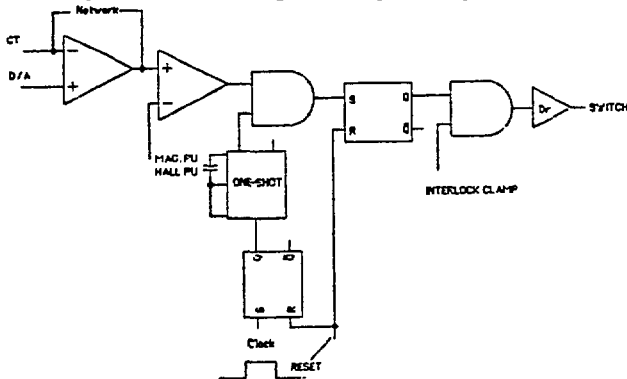 Network
CT
D/A
-
+
+
-
S
Q
R
Q̅
Dr
SWITCH
MAG. PU
HALL PU
ONE-SHOT
INTERLOCK CLAMP
S
R
Clock
RESET